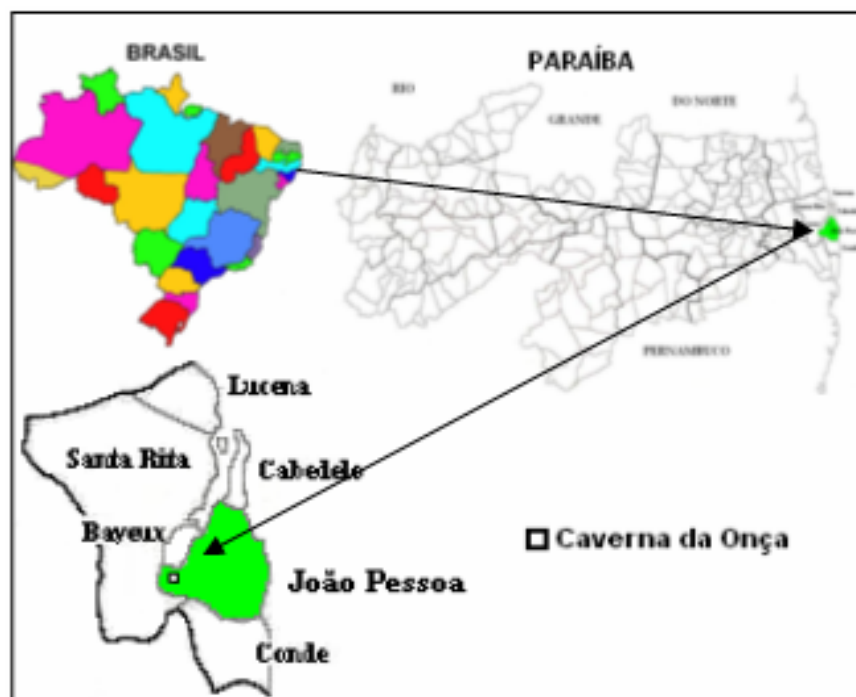 BRASIL
PARAÍBA
RIO
GRANDE
DO NORTE
PERNAMBUCO
Lucena
Santa Rita
Cabedelo
Bayeux
Caverna da Onça
João Pessoa
Conde